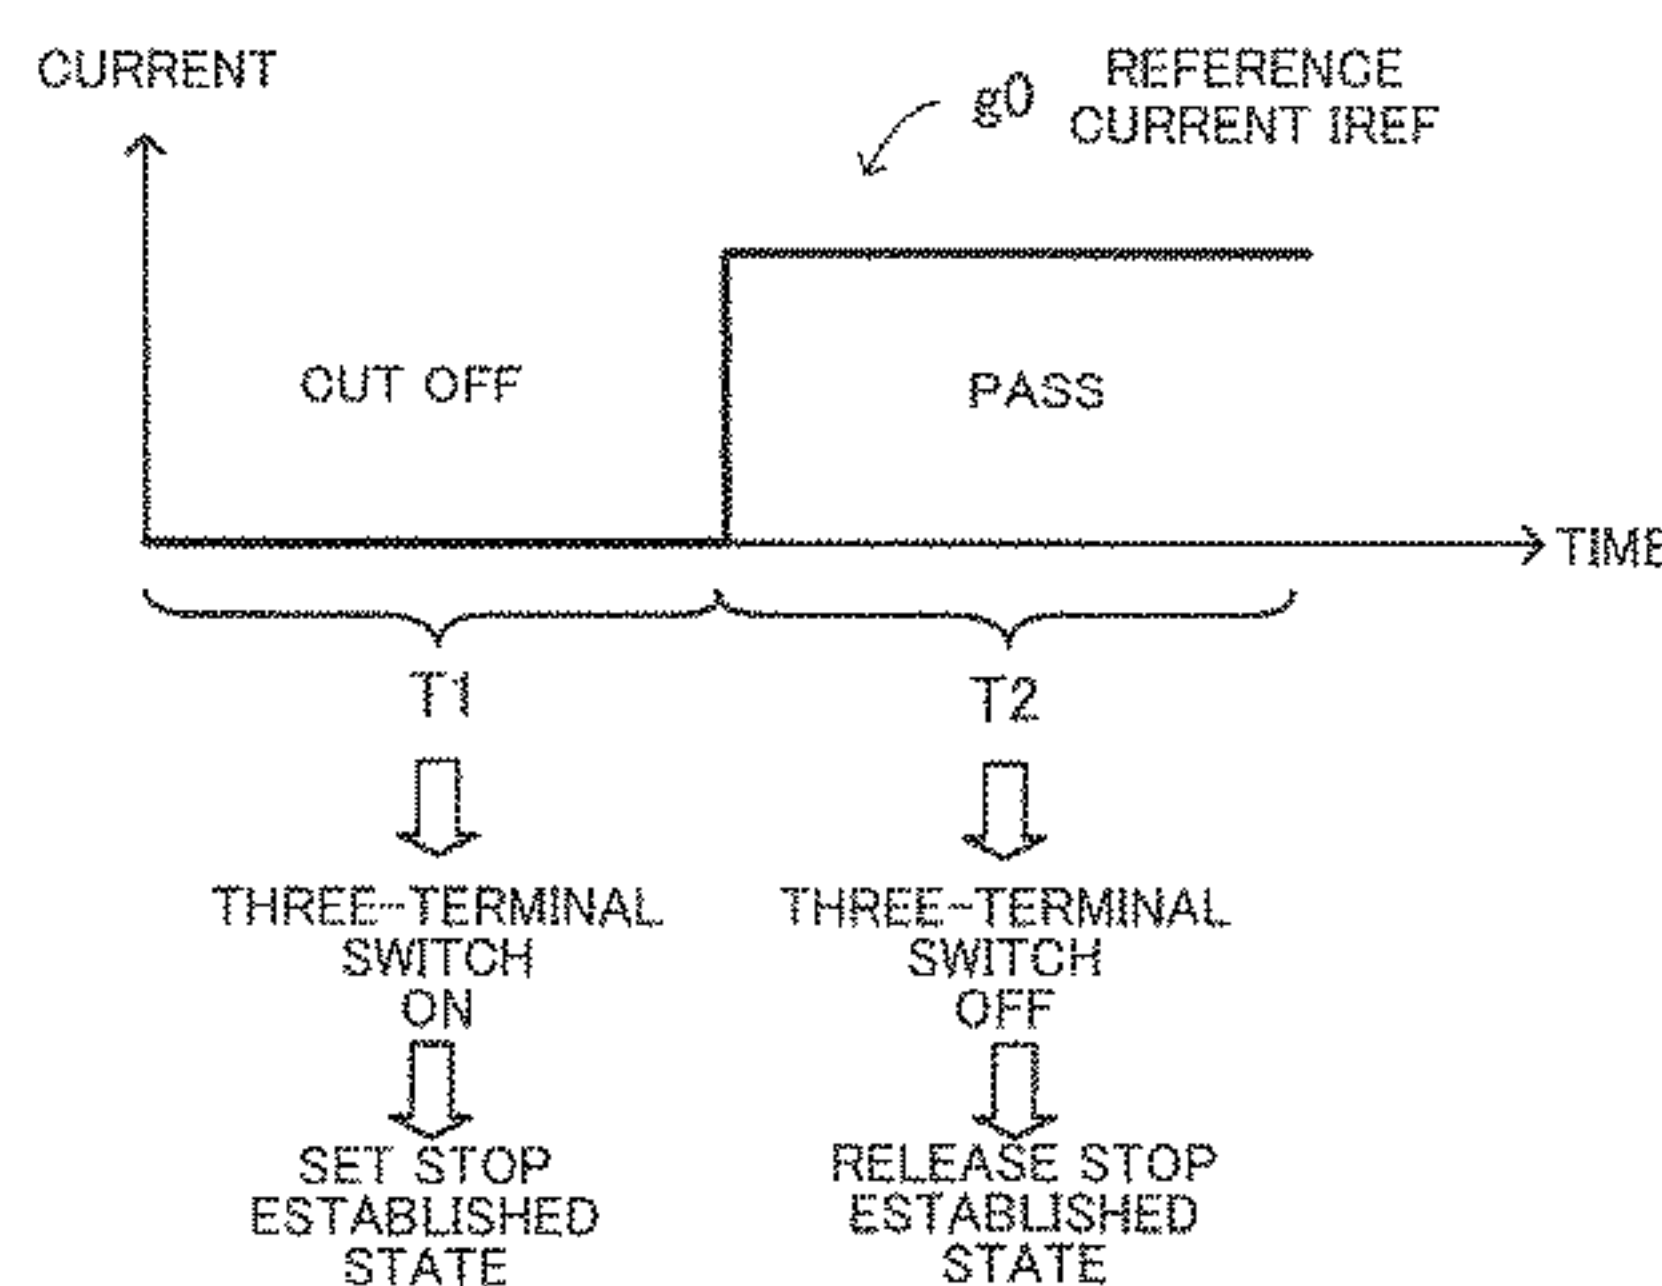 CURRENT
g0
REFERENCE
CURRENT IREF
CUT OFF
PASS
TIME
T1
T2
THREE-TERMINAL
SWITCH
ON
THREE-TERMINAL
SWITCH
OFF
SET STOP
ESTABLISHED
STATE
RELEASE STOP
ESTABLISHED
STATE